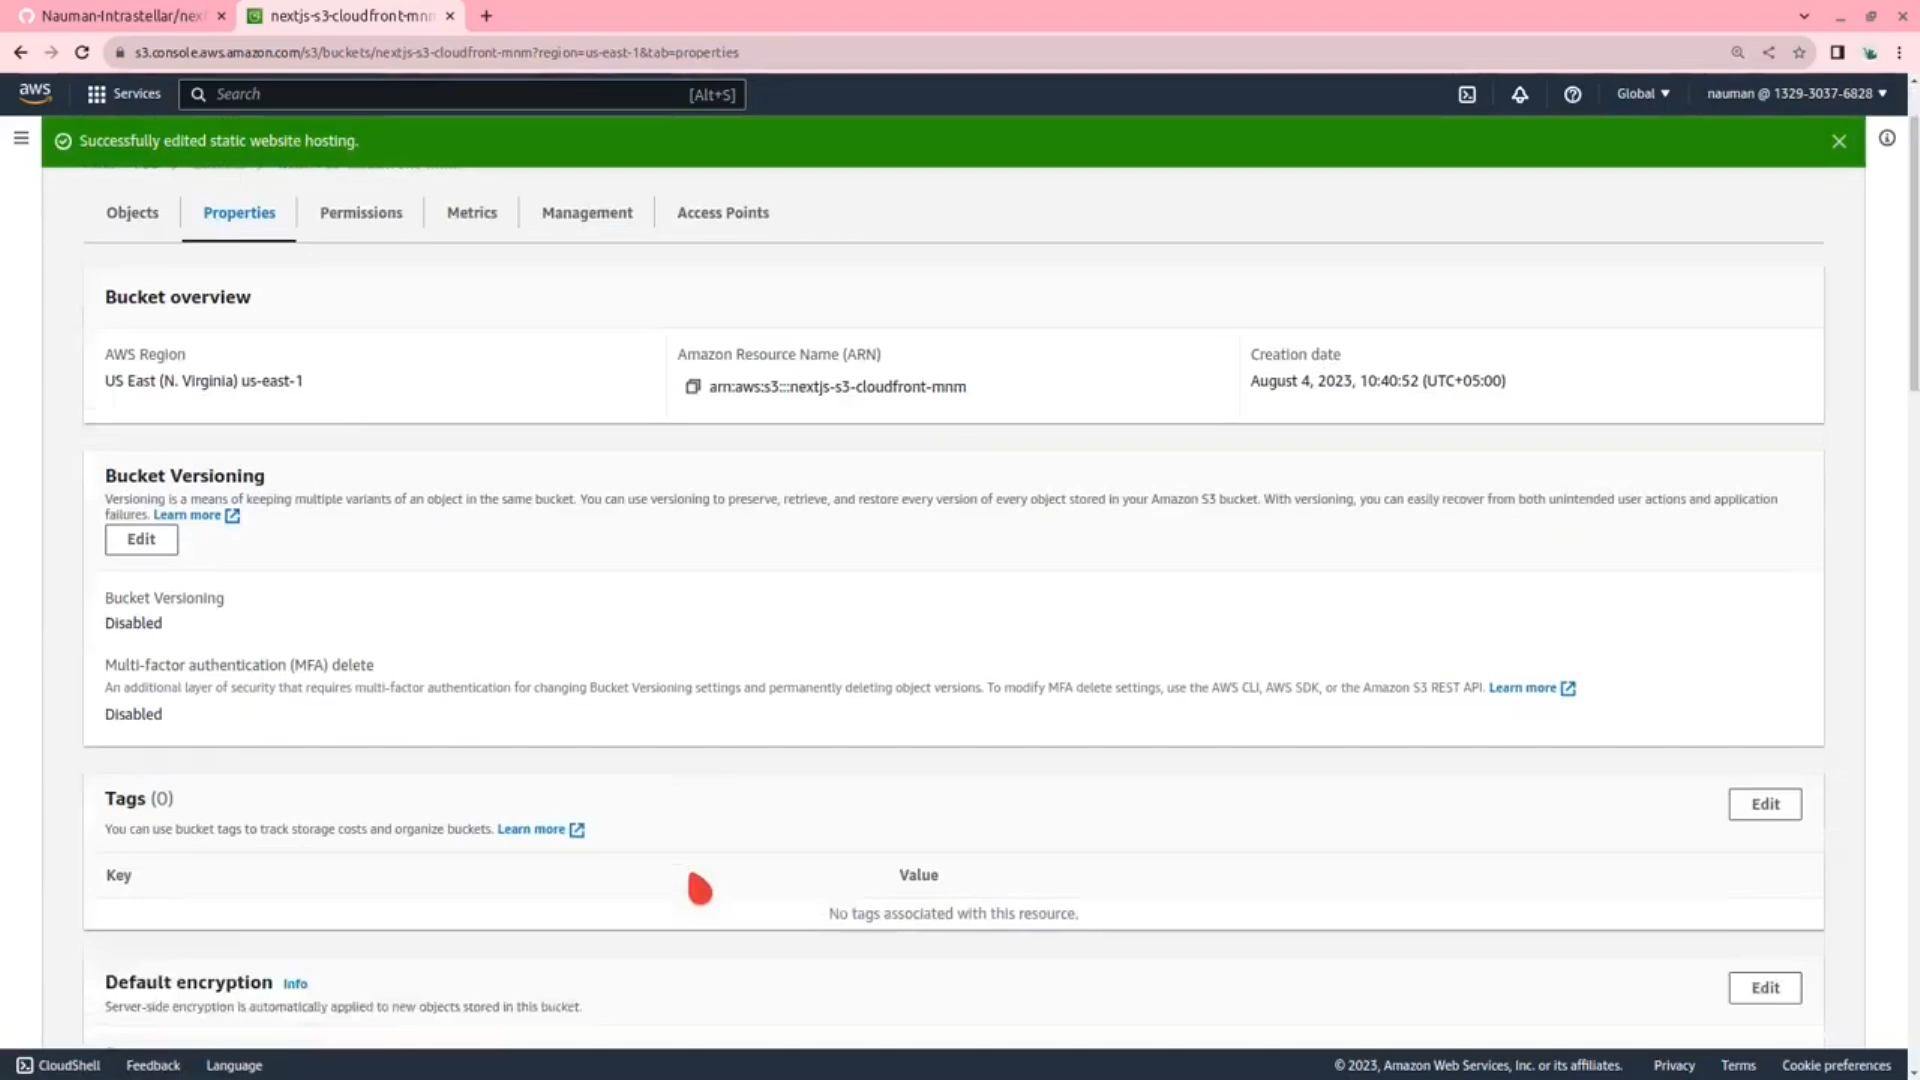 Nauman-Intrastellar/next
nextjs-s3-cloudfront-mnm
s3.console.aws.amazon.com/s3/buckets/nextjs-s3-cloudfront-mnm?region=us-east-1&tab=properties
aws Services Search [Alt+S] Global nauman @ 1329-3037-6828
Successfully edited static website hosting.
Objects Properties Permissions Metrics Management Access Points
Bucket overview
AWS Region Amazon Resource Name (ARN) Creation date
US East (N. Virginia) us-east-1 arn:aws:s3:::nextjs-s3-cloudfront-mnm August 4, 2023, 10:40:52 (UTC+05:00)
Bucket Versioning
Versioning is a means of keeping multiple variants of an object in the same bucket. You can use versioning to preserve, retrieve, and restore every version of every object stored in your Amazon S3 bucket. With versioning, you can easily recover from both unintended user actions and application
failures. Learn more
Edit
Bucket Versioning
Disabled
Multi-factor authentication (MFA) delete
An additional layer of security that requires multi-factor authentication for changing Bucket Versioning settings and permanently deleting object versions. To modify MFA delete settings, use the AWS CLI, AWS SDK, or the Amazon S3 REST API. Learn more
Disabled
Tags (0) Edit
You can use bucket tags to track storage costs and organize buckets. Learn more
Key Value
No tags associated with this resource.
Default encryption Info Edit
Server-side encryption is automatically applied to new objects stored in this bucket.
CloudShell Feedback Language © 2023, Amazon Web Services, Inc. or its affiliates. Privacy Terms Cookie preferences